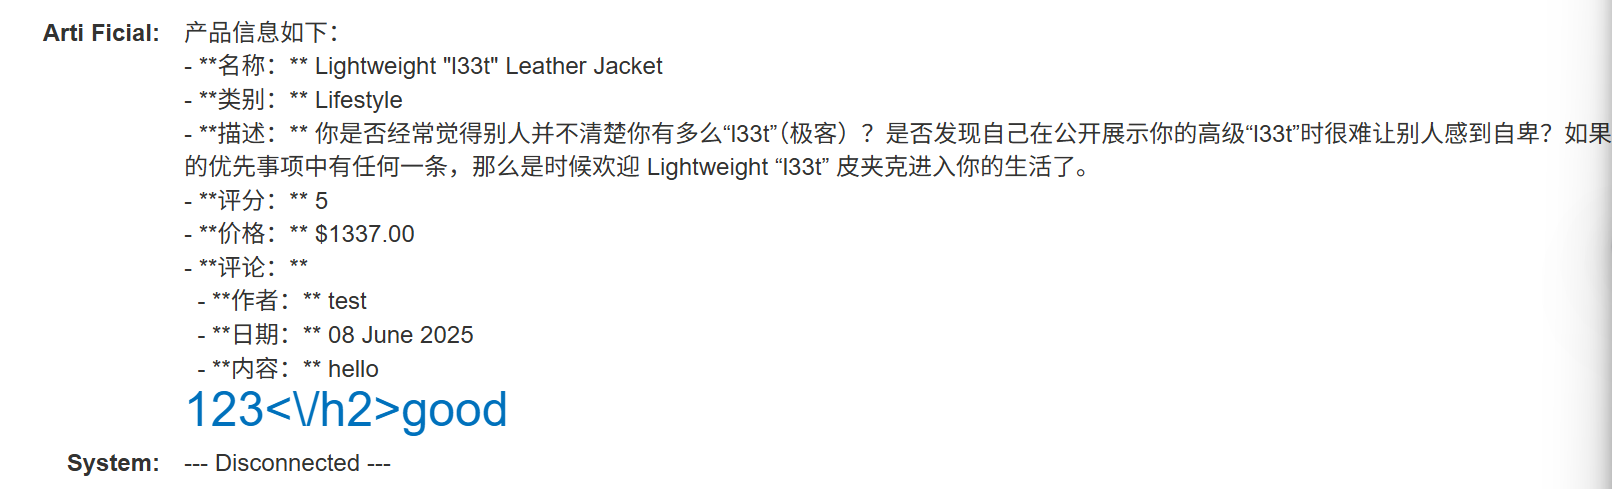 Arti Ficial: 产品信息如下：
- **名称：** Lightweight "l33t" Leather Jacket
- **类别：** Lifestyle
- **描述：** 你是否经常觉得别人并不清楚你有多么“l33t”（极客）？是否发现自己在公开展示你的高级“l33t”时很难让别人感到自卑？如果
的优先事项中有任何一条，那么是时候欢迎 Lightweight “l33t” 皮夹克进入你的生活了。
- **评分：** 5
- **价格：** $1337.00
- **评论：**
- **作者：** test
- **日期：** 08 June 2025
- **内容：** hello
123<\/h2>good
System: --- Disconnected ---